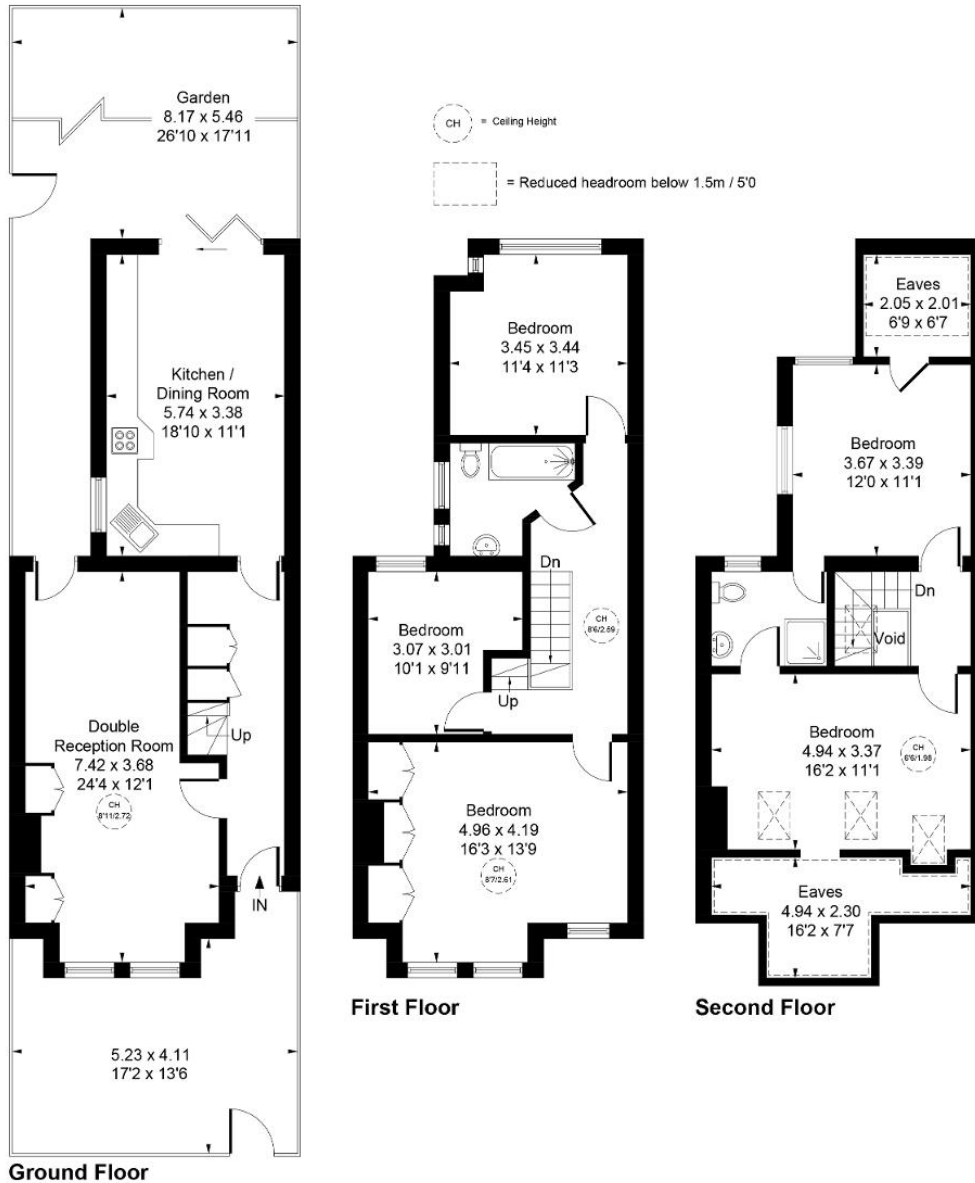 Garden
8.17 x 5.46
26'10 x 17'11
CH
= Ceiling Height
= Reduced headroom below 1.5m / 5'0
Kitchen /
Dining Room
5.74 x 3.38
18'10 x 11'1
Up
Double
Reception Room
7.42 x 3.68
24'4 x 12'1
CH
8'11/2.72
IN
5.23 x 4.11
17'2 x 13'6
Ground Floor
Bedroom
3.45 x 3.44
11'4 x 11'3
Dn
CH
8'6/2.59
Bedroom
3.07 x 3.01
10'1 x 9'11
Up
Bedroom
4.96 x 4.19
16'3 x 13'9
CH
8'7/2.61
First Floor
Eaves
2.05 x 2.01
6'9 x 6'7
Bedroom
3.67 x 3.39
12'0 x 11'1
Dn
Void
Bedroom
4.94 x 3.37
16'2 x 11'1
CH
6'6/1.98
Eaves
4.94 x 2.30
16'2 x 7'7
Second Floor